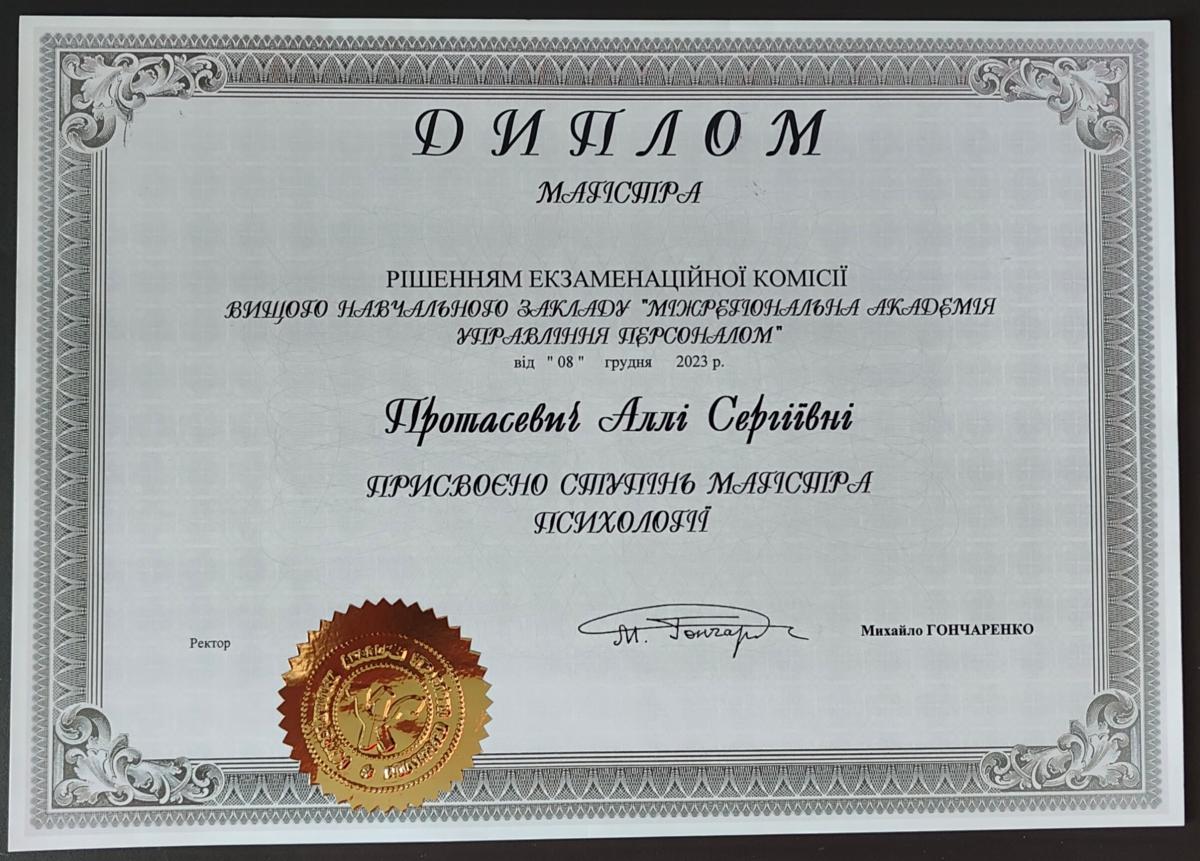 ДИПЛОМ
МАГІСТРА
РІШЕННЯМ ЕКЗАМЕНАЦІЙНОЇ КОМІСІЇ
ВИЩОГО НАВЧАЛЬНОГО ЗАКЛАДУ "МІЖРЕГІОНАЛЬНА АКАДЕМІЯ
УПРАВЛІННЯ ПЕРСОНАЛОМ"
від " 08 " грудня 2023 р.
Протасевич Аллі Сергіївні
ПРИСВОЄНО СТУПІНЬ МАГІСТРА
ПСИХОЛОГІЇ
М. Гончар
Ректор
Михайло ГОНЧАРЕНКО